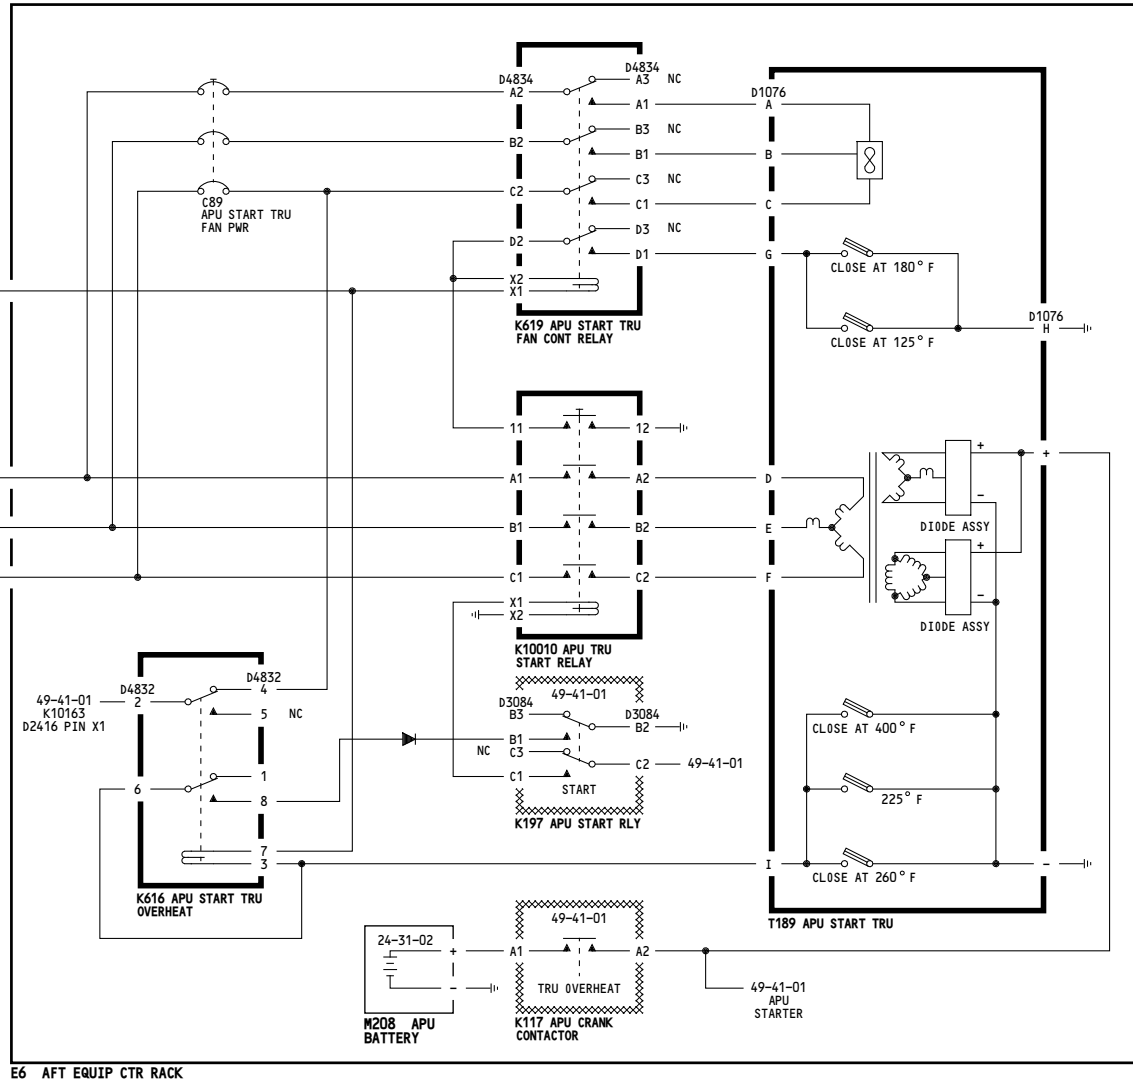 D4834
D4834
A3 NC
A2
A1
D1076
A
B3 NC
B2
B1
B
C3 NC
C2
C1
C
C89
APU START TRU
FAN PWR
D3 NC
D2
D1
G
X2
X1
CLOSE AT 180°F
K619 APU START TRU
FAN CONT RELAY
D1076
H
CLOSE AT 125°F
11
12
A1
A2
D
+
-
+
DIODE ASSY
B1
B2
E
C1
C2
F
+
-
DIODE ASSY
X1
X2
K10010 APU TRU
START RELAY
49-41-01
K10163
D2416 PIN X1
D4832
2
D4832
4
5 NC
6
1
8
7
3
K616 APU START TRU
OVERHEAT
49-41-01
D3084
B3
D3084
B2
B1
NC C3
C2 49-41-01
C1
START
K197 APU START RLY
CLOSE AT 400°F
225°F
I
-
CLOSE AT 260°F
T189 APU START TRU
24-31-02
+
-
M208 APU
BATTERY
49-41-01
A1
A2
TRU OVERHEAT
K117 APU CRANK
CONTACTOR
49-41-01
APU
STARTER
E6 AFT EQUIP CTR RACK